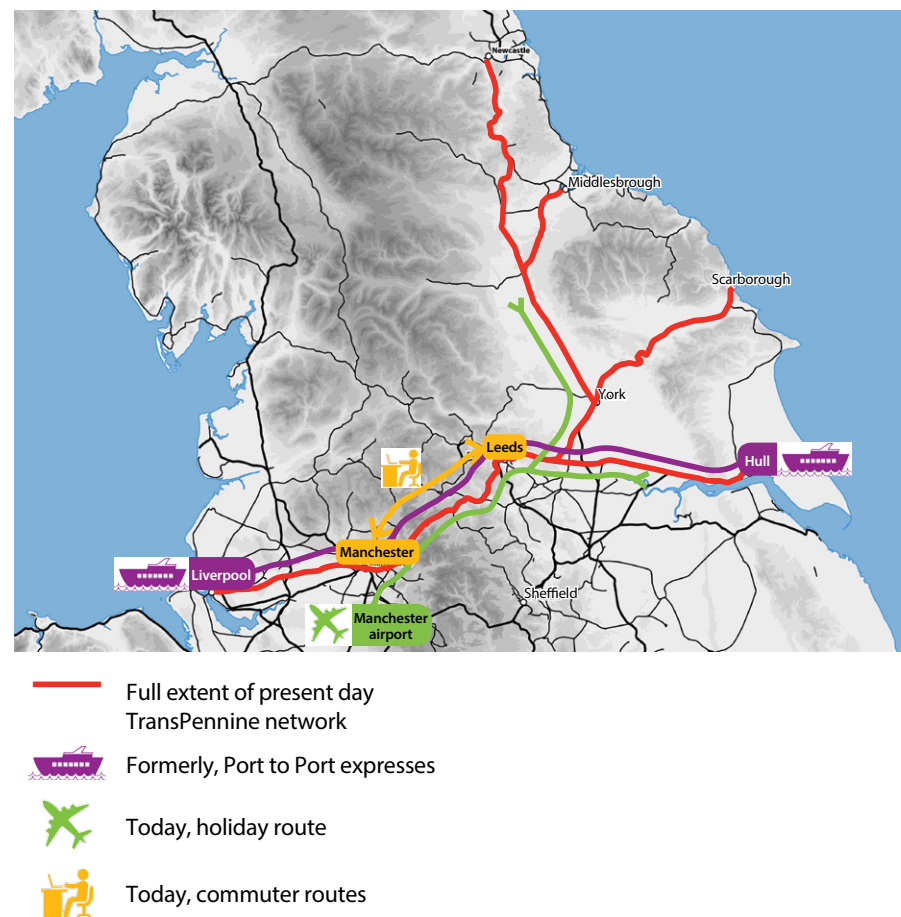 Newcastle
Middlesbrough
Scarborough
York
Leeds
Hull
Manchester
Liverpool
Sheffield
Manchester
airport
Full extent of present day
TransPennine network
Formerly, Port to Port expresses
Today, holiday route
Today, commuter routes